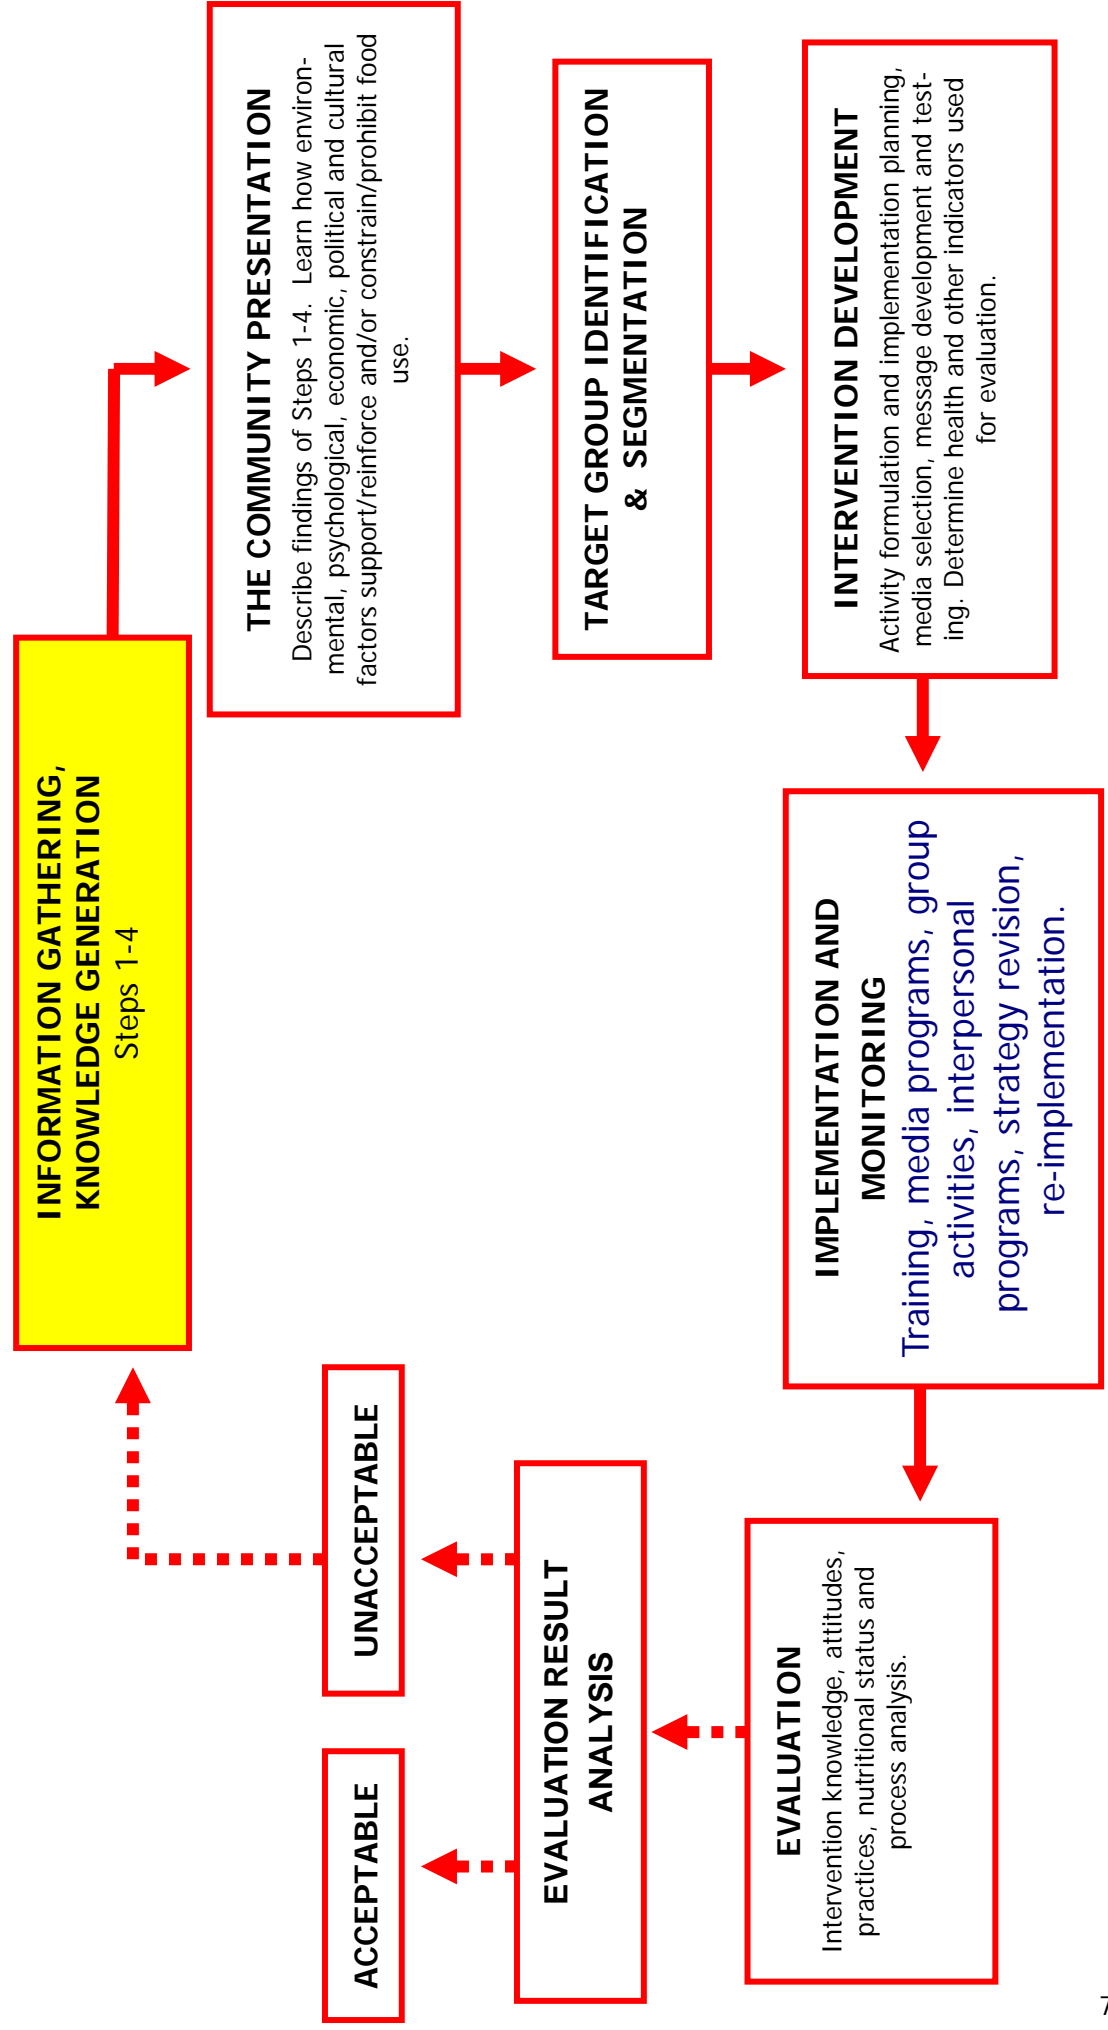 INFORMATION GATHERING,
KNOWLEDGE GENERATION
Steps 1-4
THE COMMUNITY PRESENTATION
Describe findings of Steps 1-4.  Learn how environ-
mental, psychological, economic, political and cultural
factors support/reinforce and/or constrain/prohibit food
use.
TARGET GROUP IDENTIFICATION
& SEGMENTATION
INTERVENTION DEVELOPMENT
Activity formulation and implementation planning,
media selection, message development and test-
ing. Determine health and other indicators used
for evaluation.
IMPLEMENTATION AND
MONITORING
Training, media programs, group
activities, interpersonal
programs, strategy revision,
re-implementation.
EVALUATION
Intervention knowledge, attitudes,
practices, nutritional status and
process analysis.
EVALUATION RESULT
ANALYSIS
ACCEPTABLE
UNACCEPTABLE
7